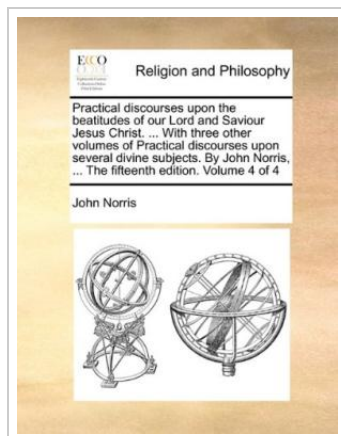 ECCO
Religion and Philosophy
Practical discourses upon the
beatitudes of our Lord and Saviour
Jesus Christ. ... With three other
volumes of Practical discourses upon
several divine subjects. By John Norris,
... The fifteenth edition. Volume 4 of 4
John Norris